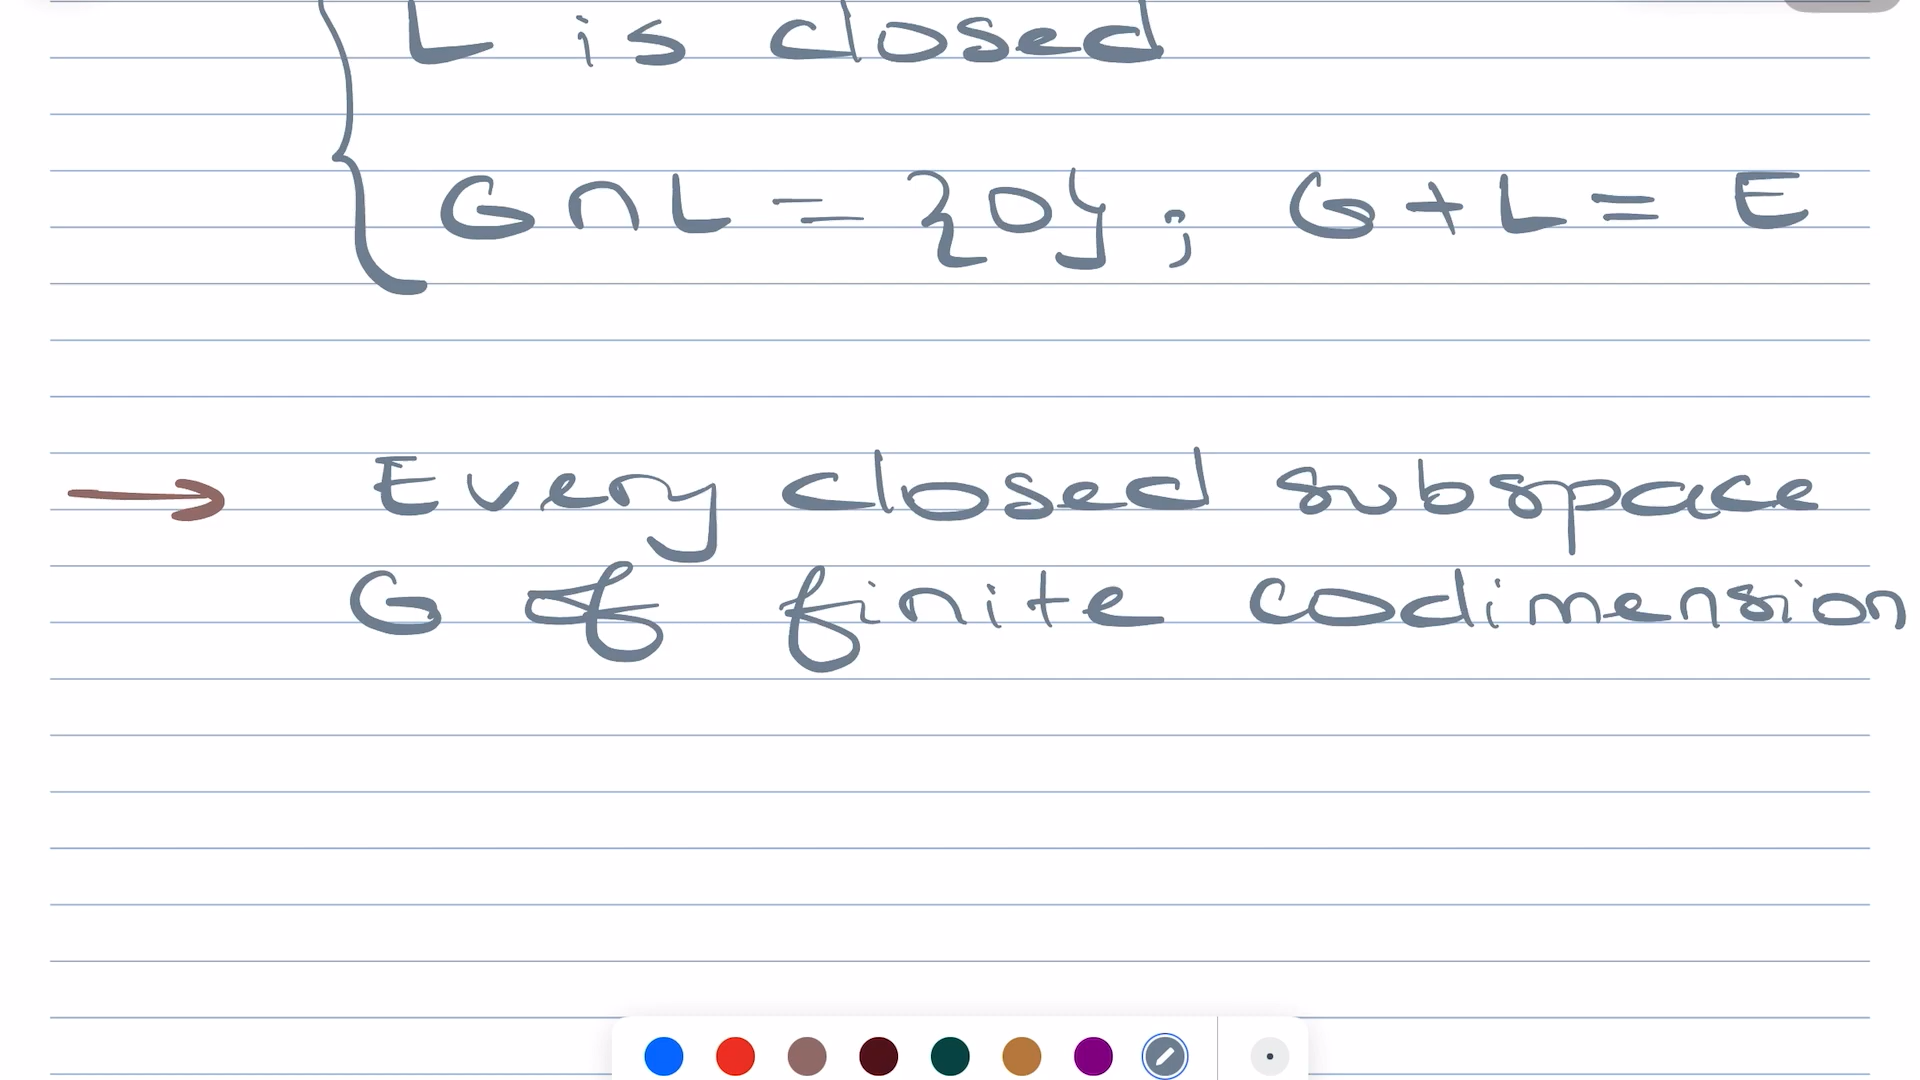 L is closed
G∩L = {0} ; G+L = E
→ Every closed subspace
G of finite codimension